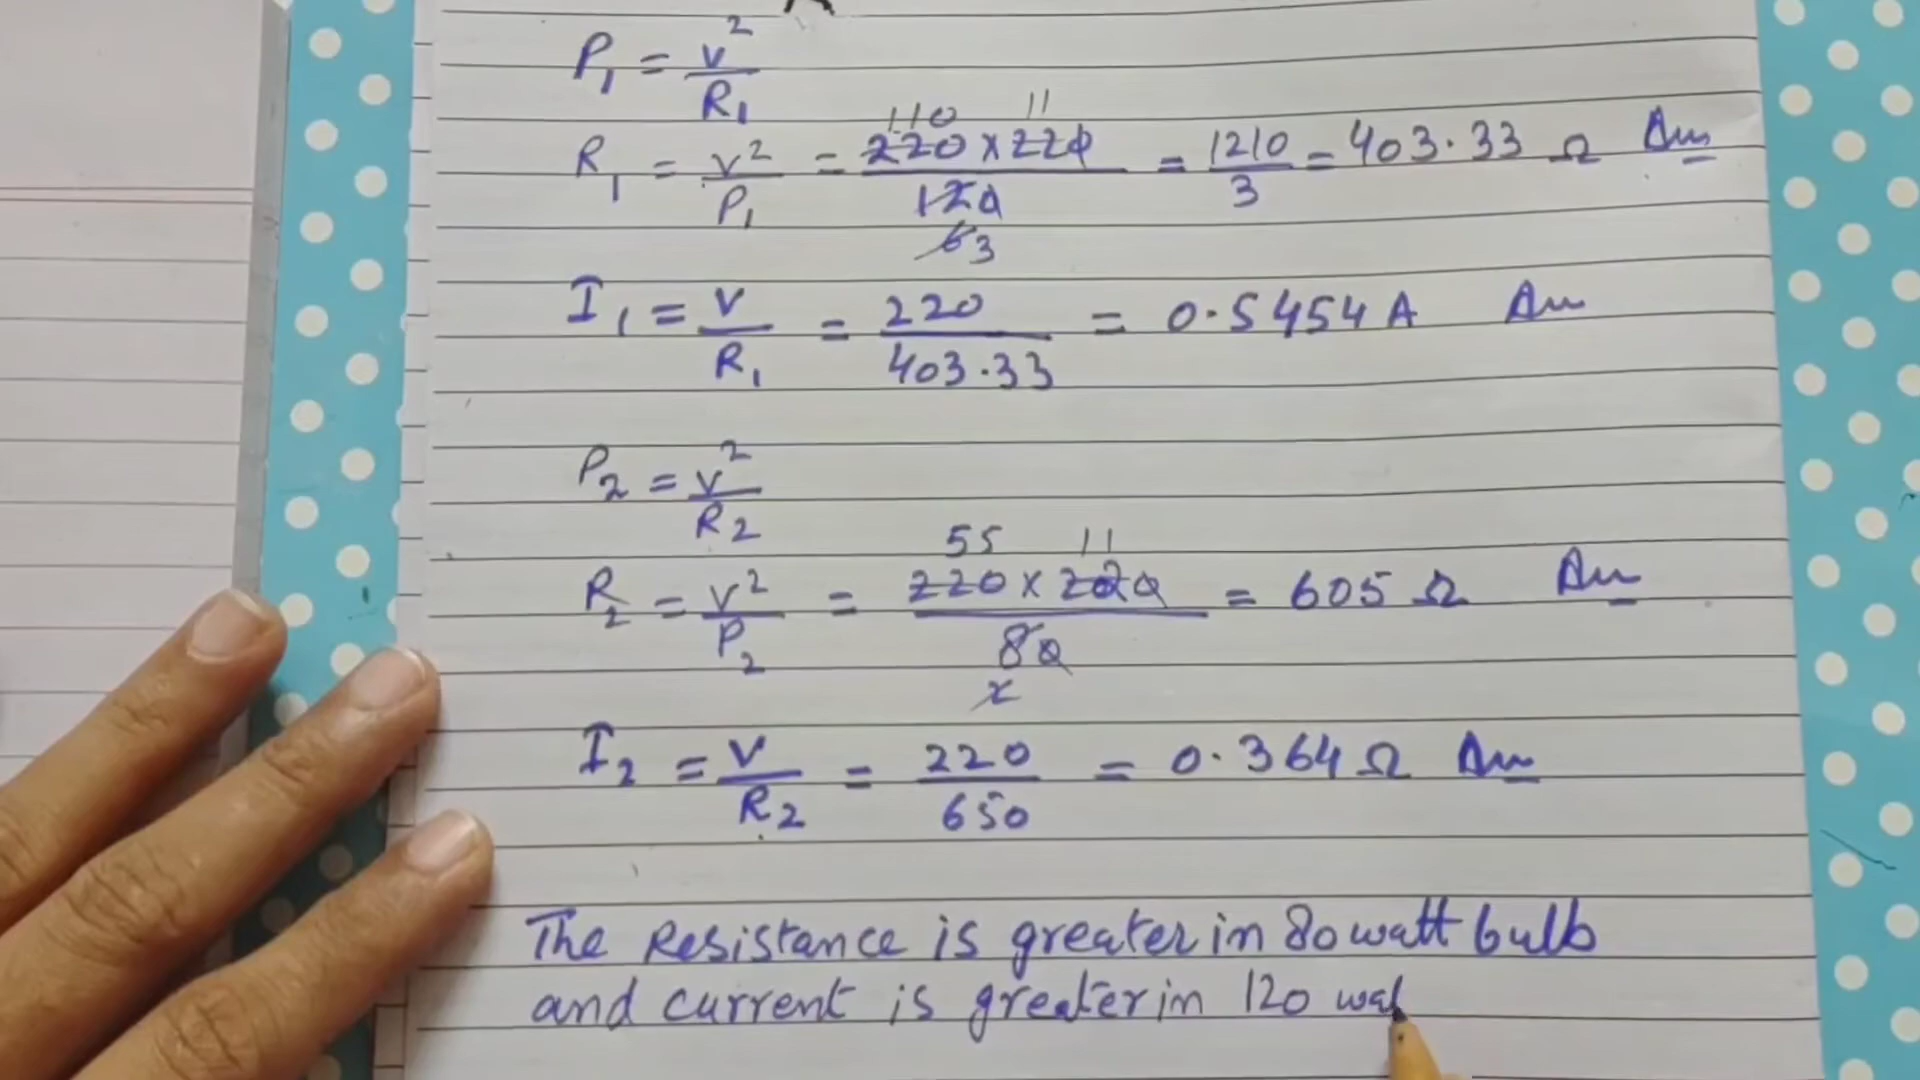 P₁ = V²/R₁
R₁ = V²/P₁ = 220 x 220/120 = 1210/3 = 403.33 Ω Ans
110 11
63
I₁ = V/R₁ = 220/403.33 = 0.5454 A Ans
P₂ = V²/R₂
55 11
R₂ = V²/P₂ = 220 x 220/80 = 605 Ω Ans
I₂ = V/R₂ = 220/650 = 0.364 Ω Ans
The Resistance is greater in 80 watt bulb
and current is greater in 120 wat